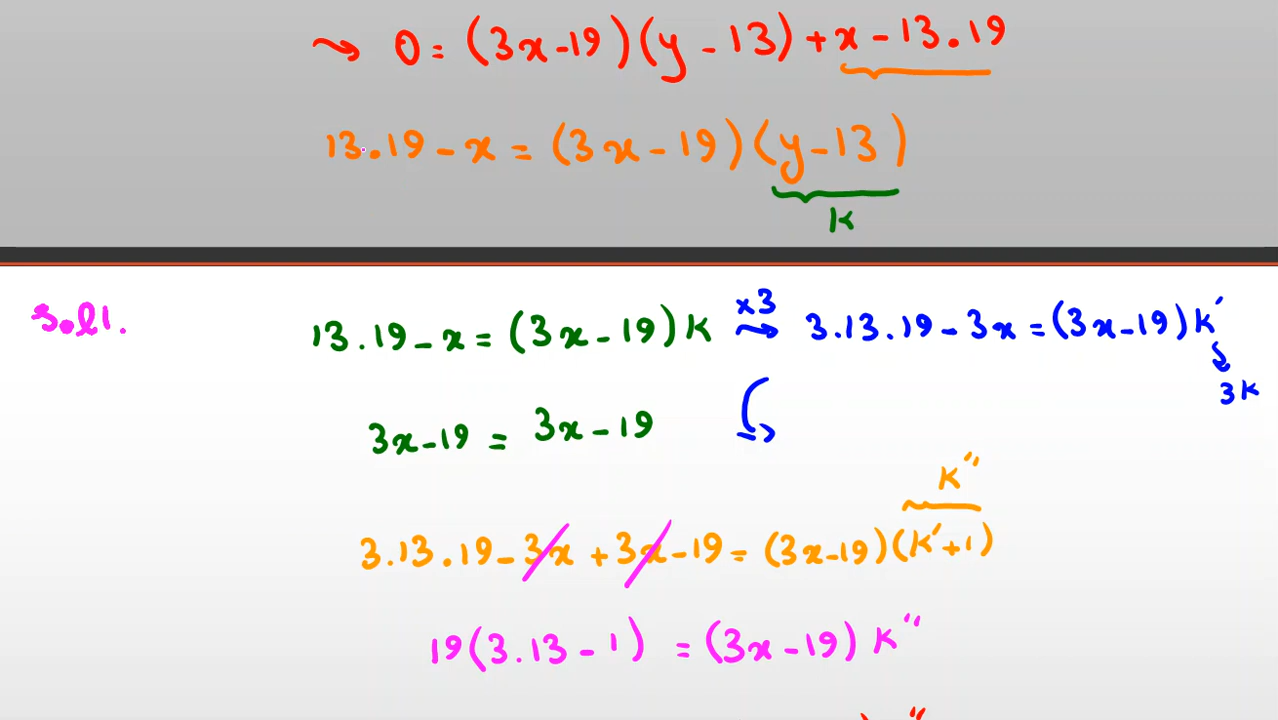 ⇝ 0 = (3x-19)(y-13) + x - 13.19
13.19 - x = (3x - 19)(y - 13)
k
Sol1.
13.19 - x = (3x - 19) k
x3
⇝ 3.13.19 - 3x = (3x - 19) k'
3k
3x - 19 = 3x - 19
k''
3.13.19 - 3x + 3x - 19 = (3x-19)(k'+1)
19(3.13 - 1) = (3x - 19) k''